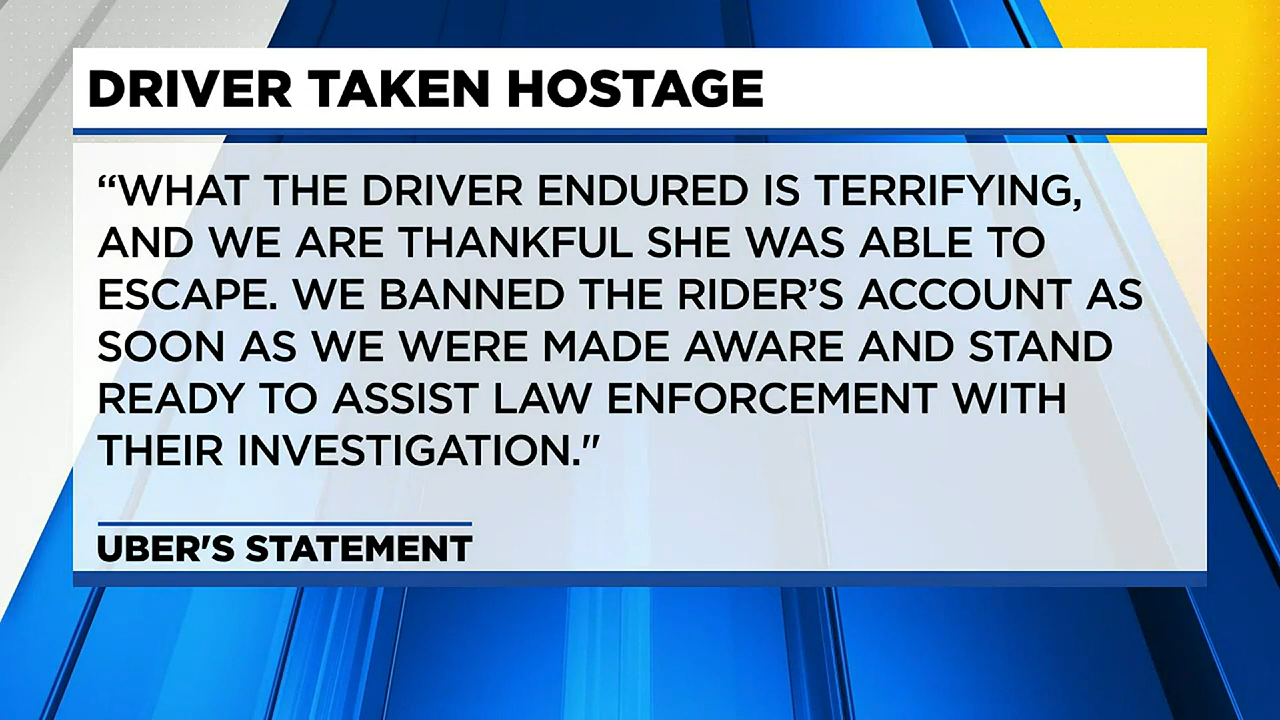 DRIVER TAKEN HOSTAGE
“WHAT THE DRIVER ENDURED IS TERRIFYING,
AND WE ARE THANKFUL SHE WAS ABLE TO
ESCAPE. WE BANNED THE RIDER’S ACCOUNT AS
SOON AS WE WERE MADE AWARE AND STAND
READY TO ASSIST LAW ENFORCEMENT WITH
THEIR INVESTIGATION."
UBER'S STATEMENT